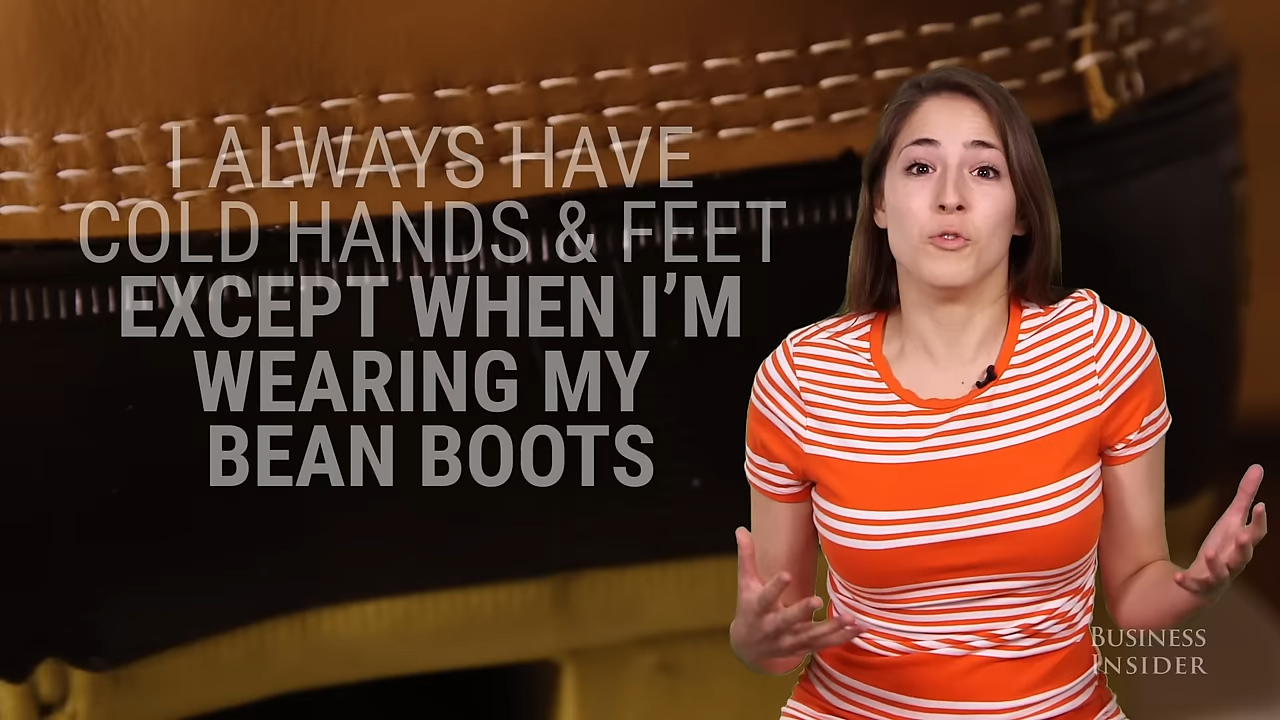 I ALWAYS HAVE
COLD HANDS & FEET
EXCEPT WHEN I'M
WEARING MY
BEAN BOOTS
BUSINESS
INSIDER